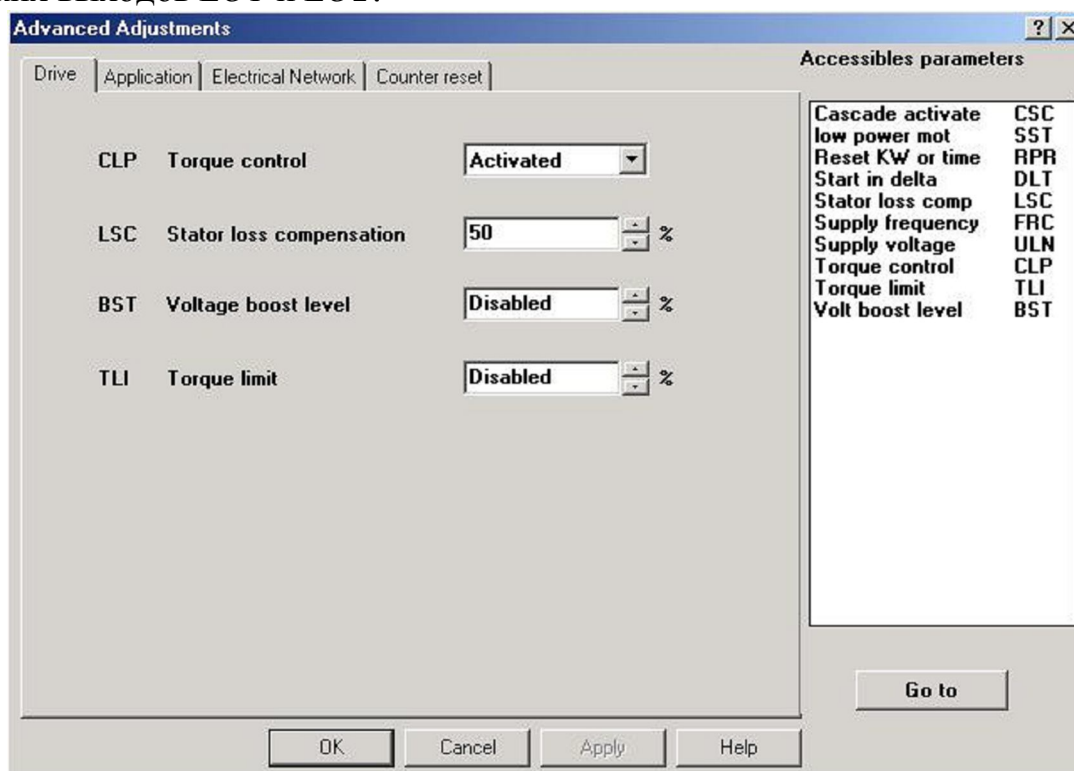 выходов
Advanced Adjustments
Drive Application Electrical Network Counter reset
CLP Torque control Activated
LSC Stator loss compensation 50 %
BST Voltage boost level Disabled %
TLI Torque limit Disabled %
Accessibles parameters
Cascade activate CSC
low power mot SST
Reset KW or time RPR
Start in delta DLT
Stator loss comp LSC
Supply frequency FRC
Supply voltage ULN
Torque control CLP
Torque limit TLI
Volt boost level BST
Go to
OK Cancel Apply Help